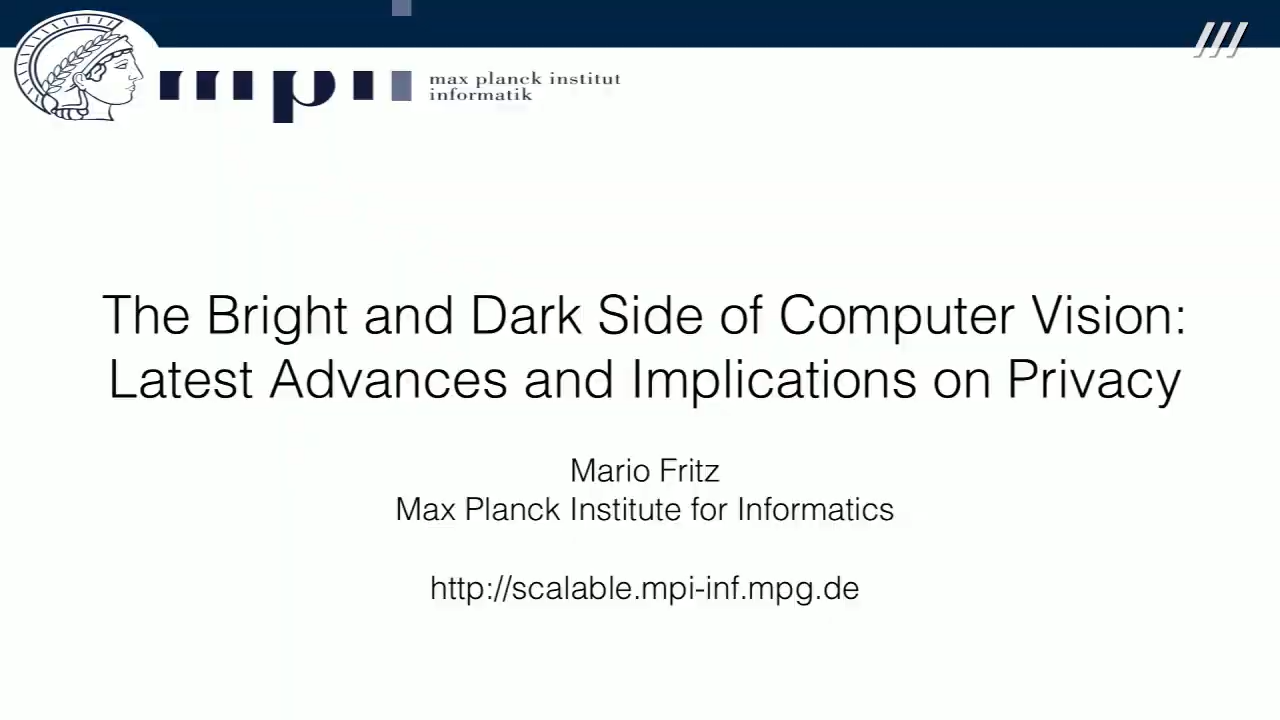 max planck institut
informatik
The Bright and Dark Side of Computer Vision:
Latest Advances and Implications on Privacy
Mario Fritz
Max Planck Institute for Informatics
http://scalable.mpi-inf.mpg.de